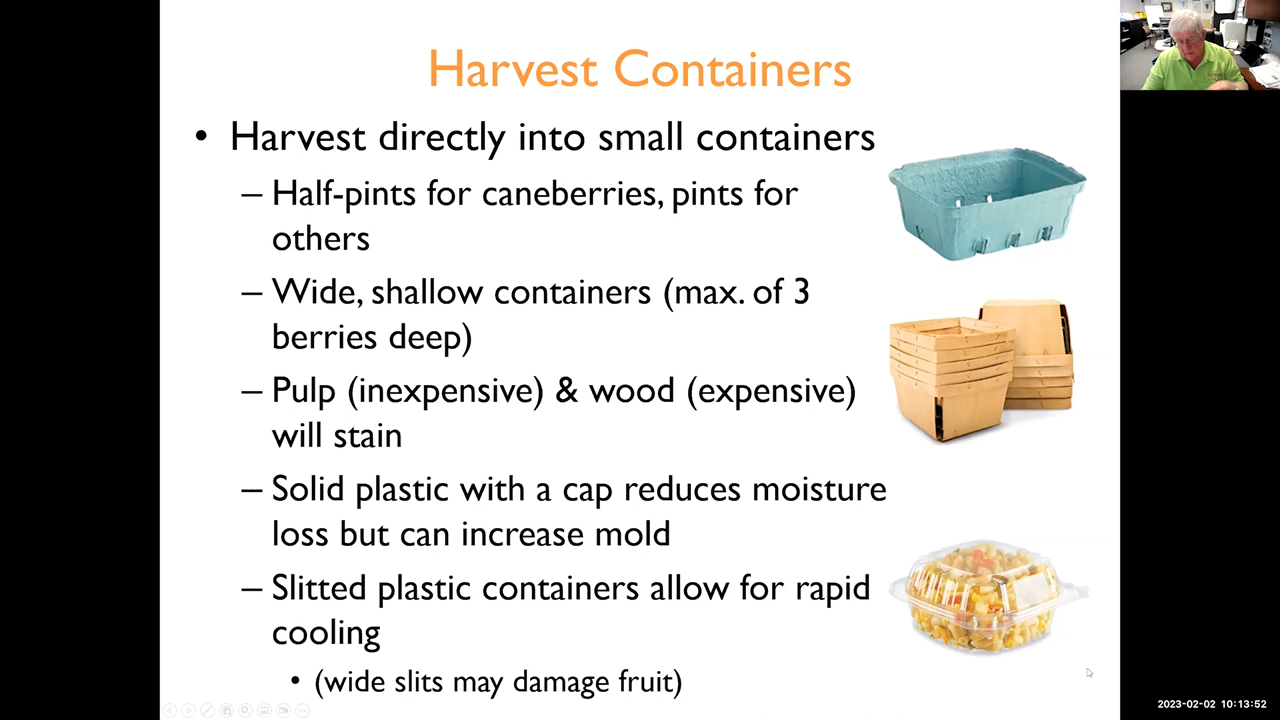 Harvest Containers
• Harvest directly into small containers
– Half-pints for caneberries, pints for
others
– Wide, shallow containers (max. of 3
berries deep)
– Pulp (inexpensive) & wood (expensive)
will stain
– Solid plastic with a cap reduces moisture
loss but can increase mold
– Slitted plastic containers allow for rapid
cooling
• (wide slits may damage fruit)
2023-02-02 10:13:52